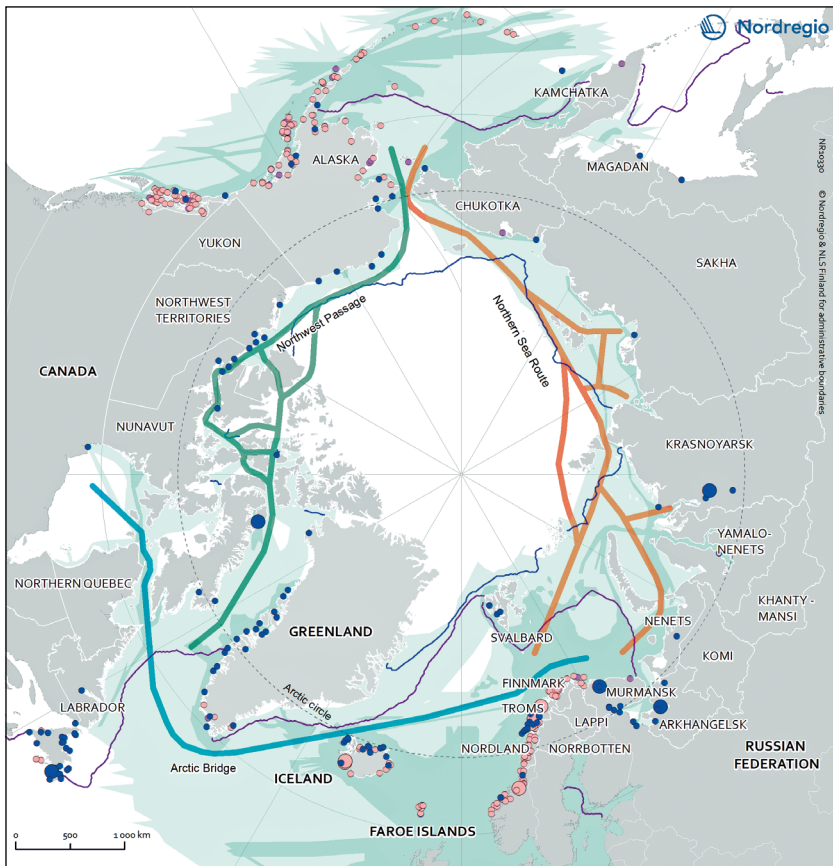 Nordregio
KAMCHATKA
ALASKA
MAGADAN
NR10330 © Nordregio & NLS Finland for administrative boundaries
CHUKOTKA
YUKON
SAKHA
NORTHWEST
TERRITORIES
Northwest Passage
Northern Sea Route
CANADA
NUNAVUT
KRASNOYARSK
YAMALO-
NENETS
NORTHERN QUEBEC
KHANTY -
MANSI
GREENLAND
SVALBARD
NENETS
KOMI
FINNMARK
MURMANSK
LABRADOR
Arctic circle
TROMS
LAPPI
ARKHANGELSK
NORDLAND
NORRBOTTEN
RUSSIAN
FEDERATION
Arctic Bridge
ICELAND
FAROE ISLANDS
0 500 1 000 km